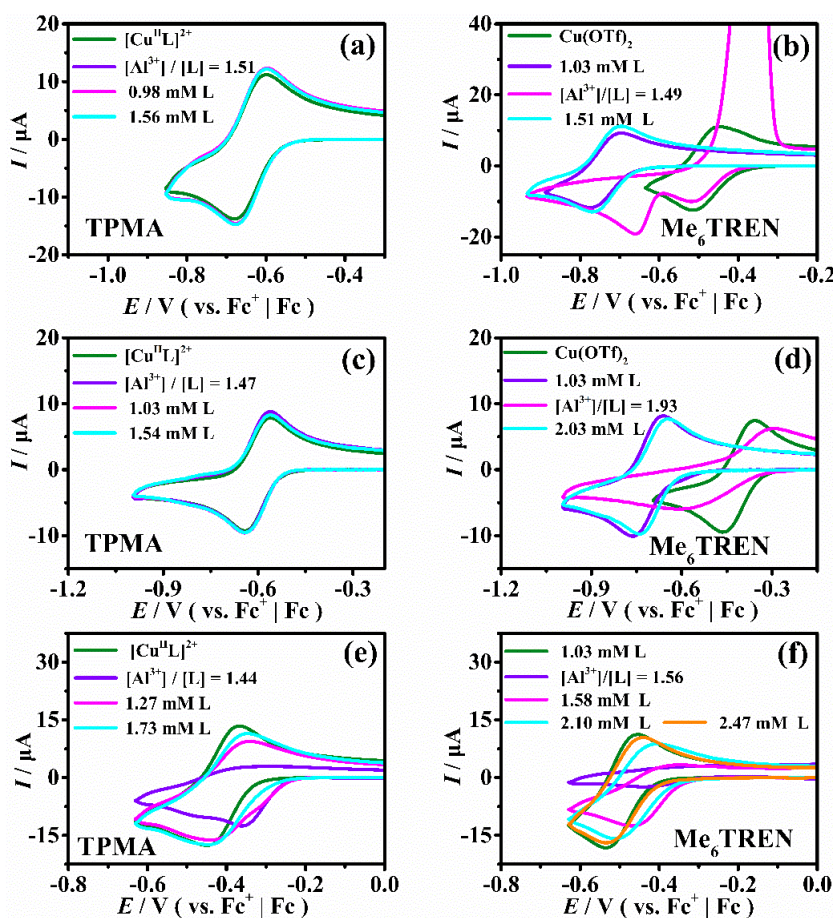 (a)
[CuᴵᴵL]²⁺
[Al³⁺] / [L] = 1.51
0.98 mM L
1.56 mM L
TPMA
20
10
0
-10
-20
I / µA
-1.0 -0.8 -0.6 -0.4
E / V ( vs. Fc⁺ | Fc )
(b)
Cu(OTf)₂
1.03 mM L
[Al³⁺]/[L] = 1.49
1.51 mM L
Me₆TREN
40
20
0
-20
I / µA
-1.0 -0.8 -0.6 -0.4 -0.2
E / V ( vs. Fc⁺ | Fc )
(c)
[CuᴵᴵL]²⁺
[Al³⁺] / [L] = 1.47
1.03 mM L
1.54 mM L
TPMA
20
10
0
-10
I / µA
-1.2 -0.9 -0.6 -0.3
E / V ( vs. Fc⁺ | Fc )
(d)
Cu(OTf)₂
1.03 mM L
[Al³⁺]/[L] = 1.93
2.03 mM L
Me₆TREN
20
10
0
-10
I / µA
-1.2 -0.9 -0.6 -0.3
E / V ( vs. Fc⁺ | Fc )
(e)
[CuᴵᴵL]²⁺
[Al³⁺] / [L] = 1.44
1.27 mM L
1.73 mM L
TPMA
30
15
0
-15
I / µA
-0.8 -0.6 -0.4 -0.2 0.0
E / V ( vs. Fc⁺ | Fc )
(f)
1.03 mM L
[Al³⁺]/[L] = 1.56
1.58 mM L
2.10 mM L 2.47 mM L
Me₆TREN
30
15
0
-15
I / µA
-0.8 -0.6 -0.4 -0.2 0.0
E / V ( vs. Fc⁺ | Fc )